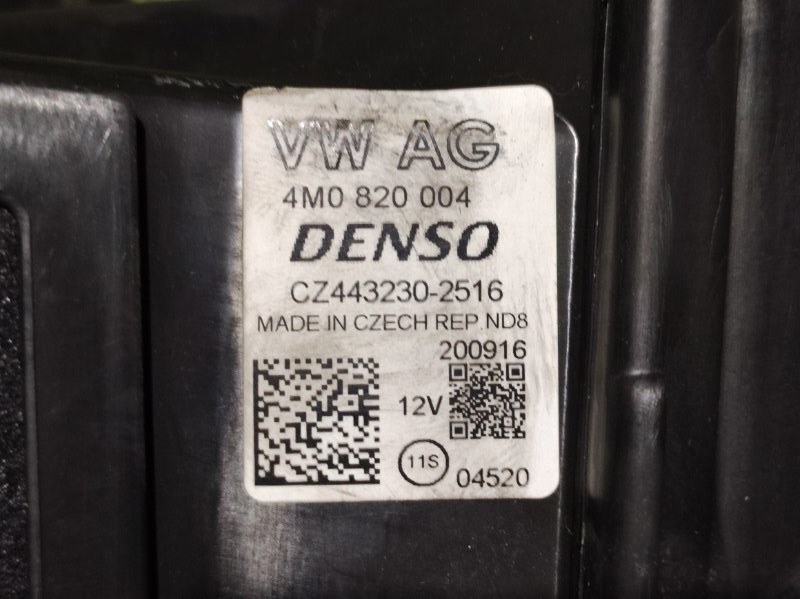 VW AG
4M0 820 004
DENSO
CZ443230-2516
MADE IN CZECH REP ND8
200916
12V
11S
04520